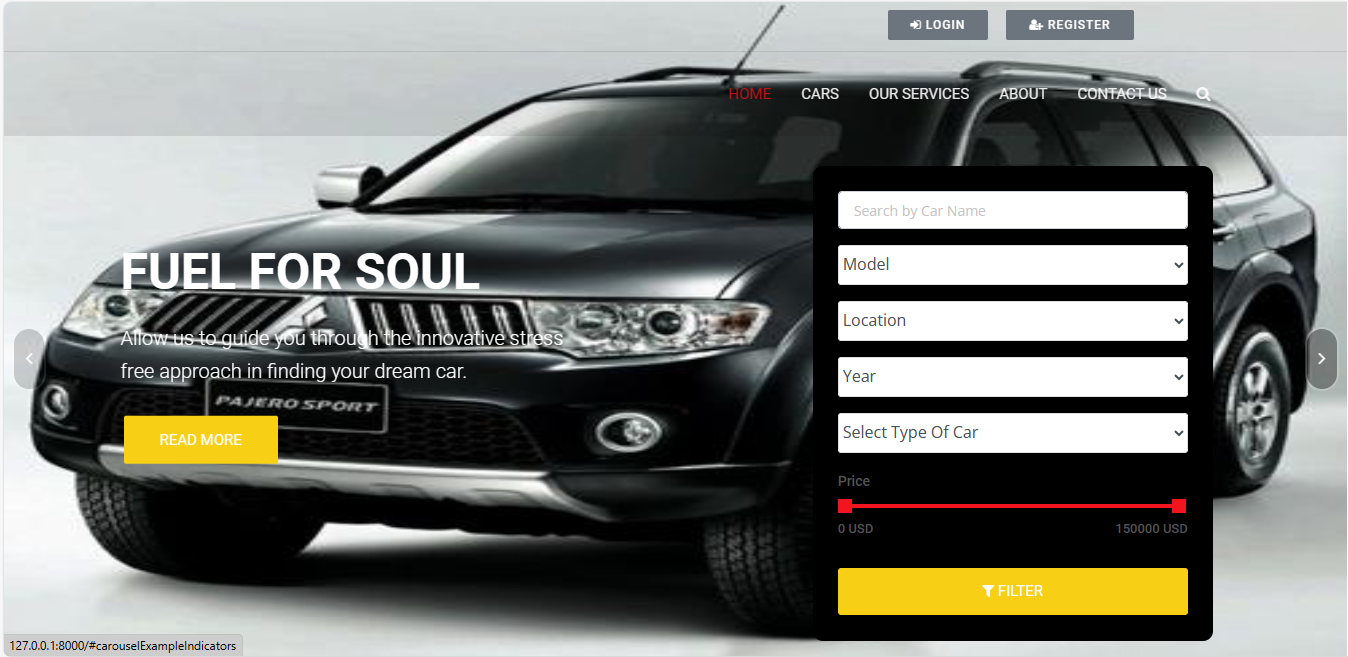 LOGIN
REGISTER
HOME
CARS
OUR SERVICES
ABOUT
CONTACT US
FUEL FOR SOUL
Allow us to guide you through the innovative stress
free approach in finding your dream car.
PAJERO SPORT
READ MORE
Search by Car Name
Model
Location
Year
Select Type Of Car
Price
0 USD
150000 USD
FILTER
127.0.0.1:8000/#carouselExampleIndicators